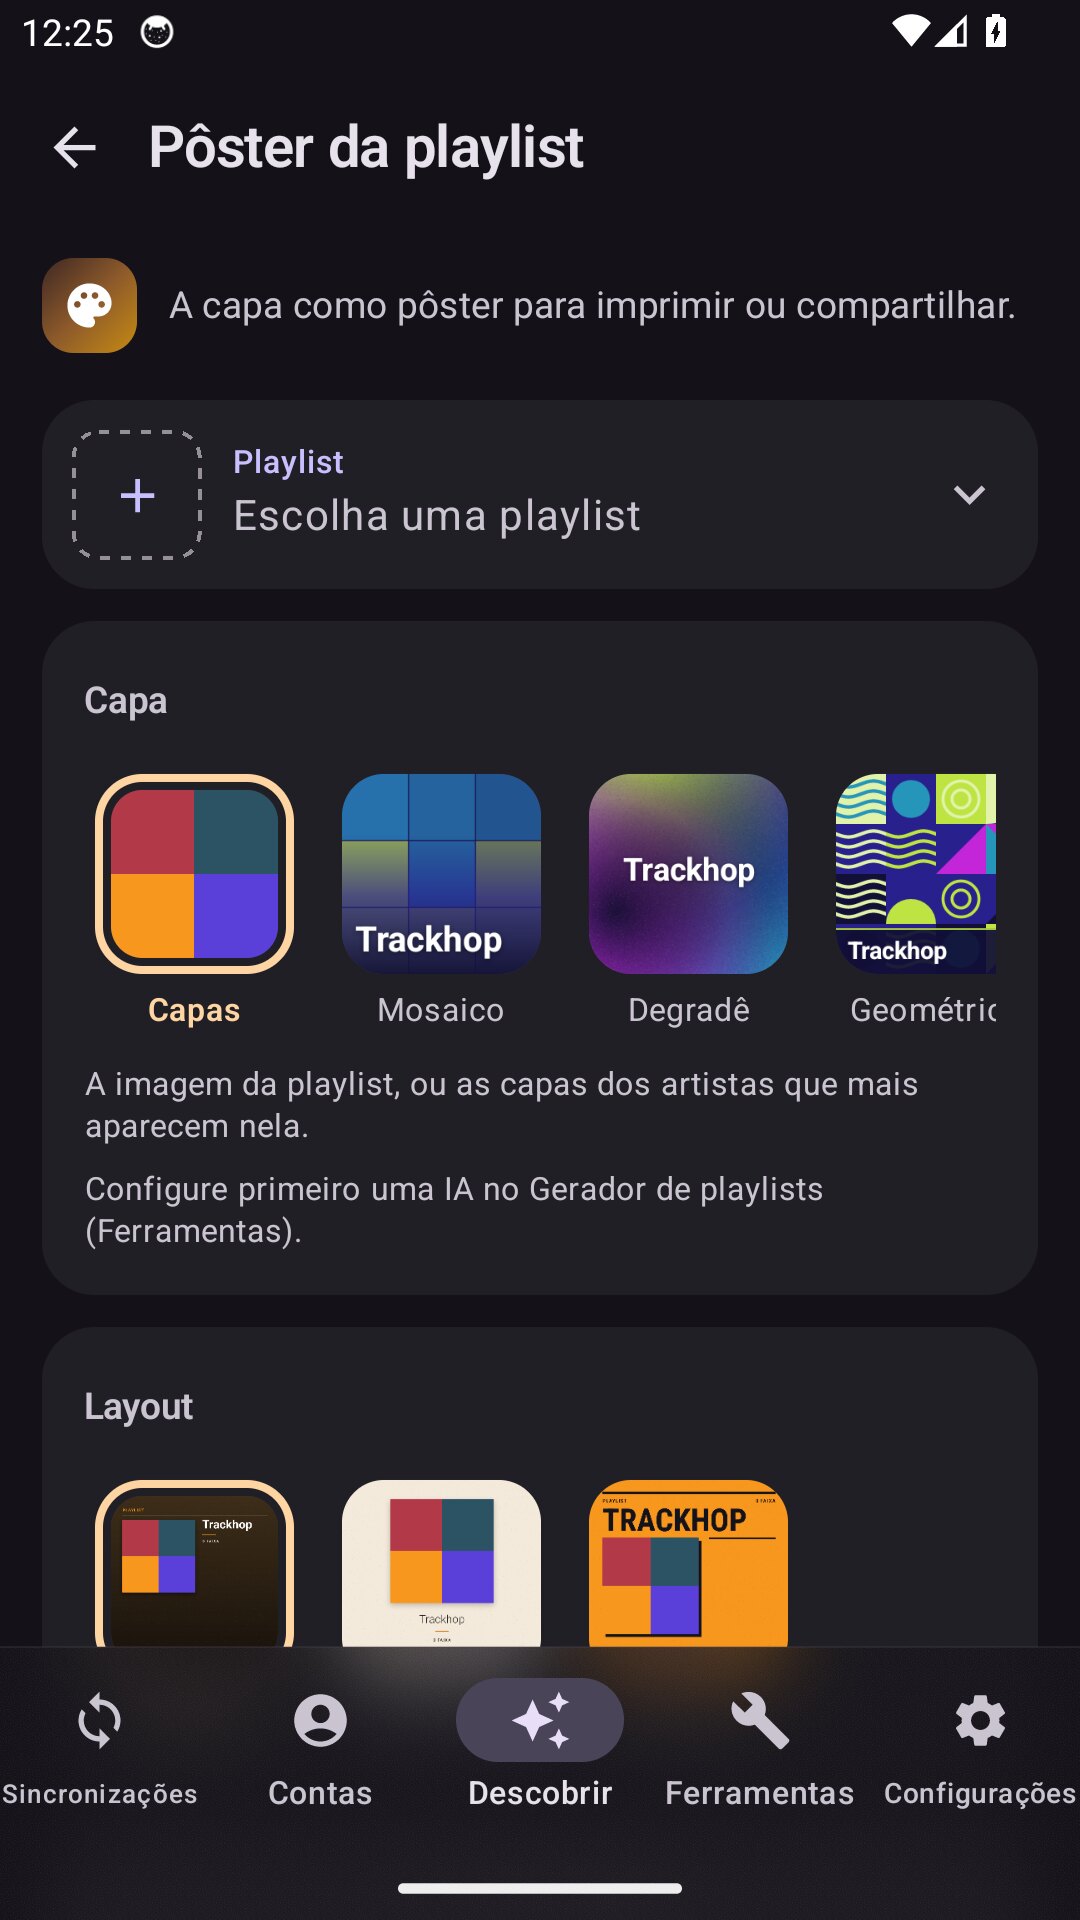 12:25
Pôster da playlist
A capa como pôster para imprimir ou compartilhar.
Playlist
Escolha uma playlist
Capa
Trackhop
Trackhop
Trackhop
Capas
Mosaico
Degradê
Geométric
A imagem da playlist, ou as capas dos artistas que mais
aparecem nela.
Configure primeiro uma IA no Gerador de playlists
(Ferramentas).
Layout
PLAYLIST
Trackhop
Trackhop
TRACKHOP
Sincronizações
Contas
Descobrir
Ferramentas
Configurações